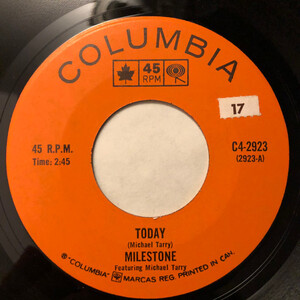 COLUMBIA
45
RPM
17
45 R.P.M.
Time: 2:45
C4-2923
(2923-A)
TODAY
(Michael Tarry)
MILESTONE
Featuring Michael Tarry
® "COLUMBIA" MARCAS REG. PRINTED IN CAN.